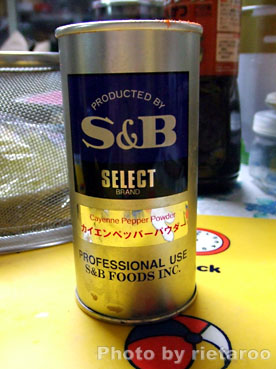 PRODUCED BY
S&B
SELECT
BRAND
Cayenne Pepper Powder
カイエンペッパーパウダー
PROFESSIONAL USE
S&B FOODS INC.
ck
Photo by rietaroo